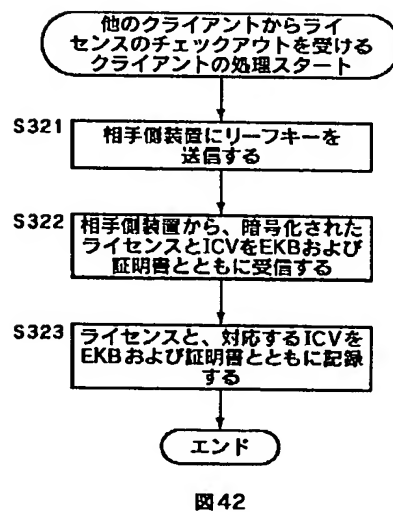 他のクライアントからライ
センスのチェックアウトを受ける
クライアントの処理スタート
S321
相手側装置にリーフキーを
送信する
S322
相手側装置から、暗号化された
ライセンスとICVをEKBおよび
証明書とともに受信する
S323
ライセンスと、対応するICVを
EKBおよび証明書とともに記録
する
エンド
図42